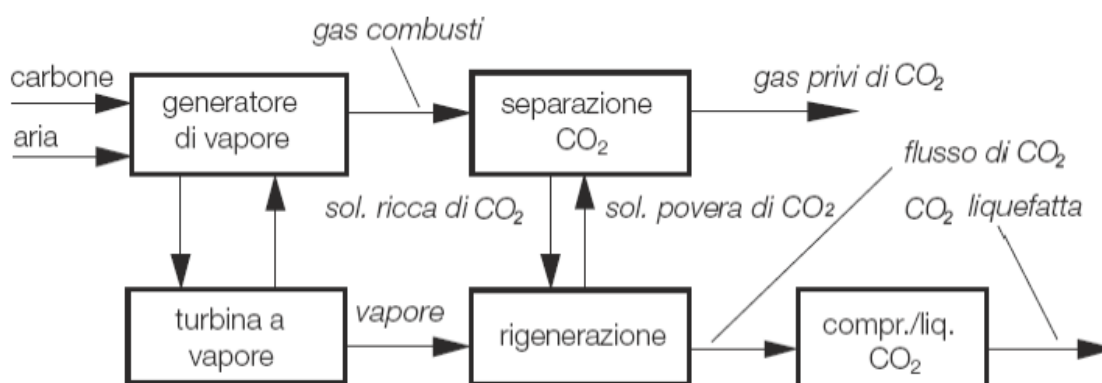 gas combusti
carbone
aria
generatore
di vapore
separazione
CO₂
gas privi di CO₂
flusso di CO₂
sol. ricca di CO₂
sol. povera di CO₂
CO₂ liquefatta
turbina a
vapore
vapore
rigenerazione
compr./liq.
CO₂